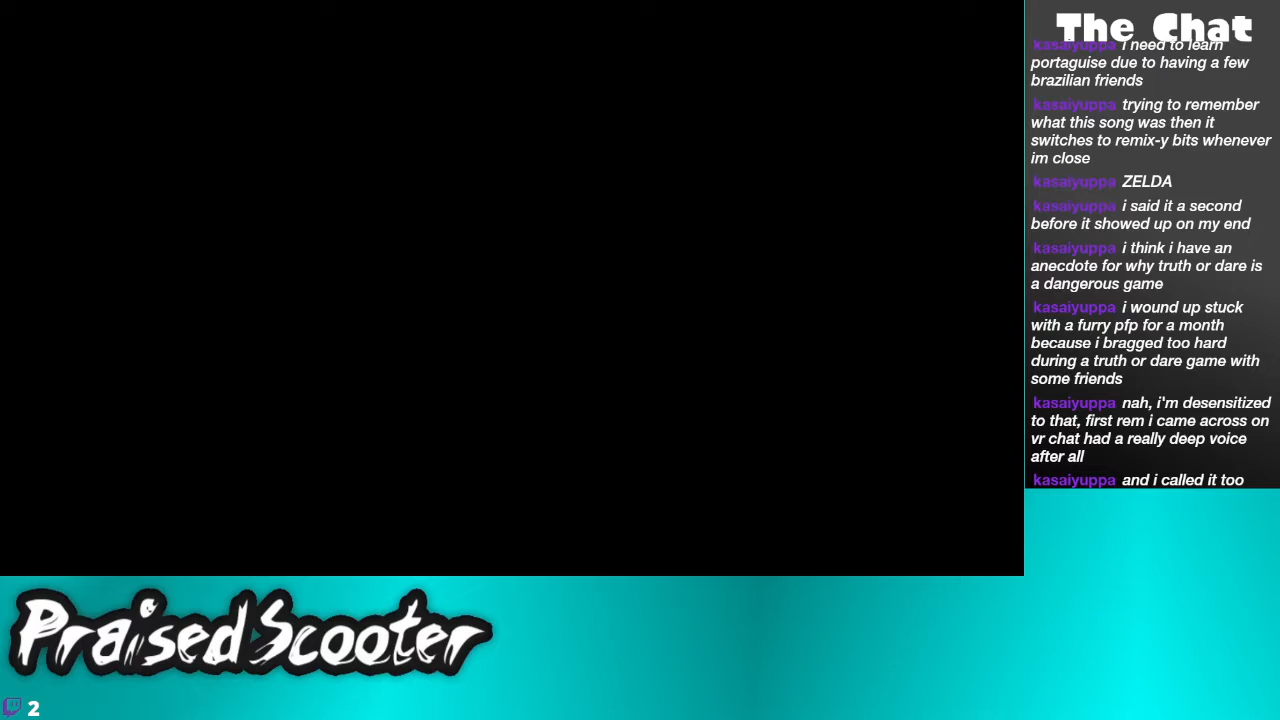 The Chat
kasaiyuppa I need to learn
portaguise due to having a few
brazilian friends
kasaiyuppa trying to remember
what this song was then it
switches to remix-y bits whenever
im close
kasaiyuppa ZELDA
kasaiyuppa i said it a second
before it showed up on my end
kasaiyuppa i think i have an
anecdote for why truth or dare is
a dangerous game
kasaiyuppa i wound up stuck
with a furry pfp for a month
because i bragged too hard
during a truth or dare game with
some friends
kasaiyuppa nah, i'm desensitized
to that, first rem i came across on
vr chat had a really deep voice
after all
kasaiyuppa and i called it too
PraisedScooter
2